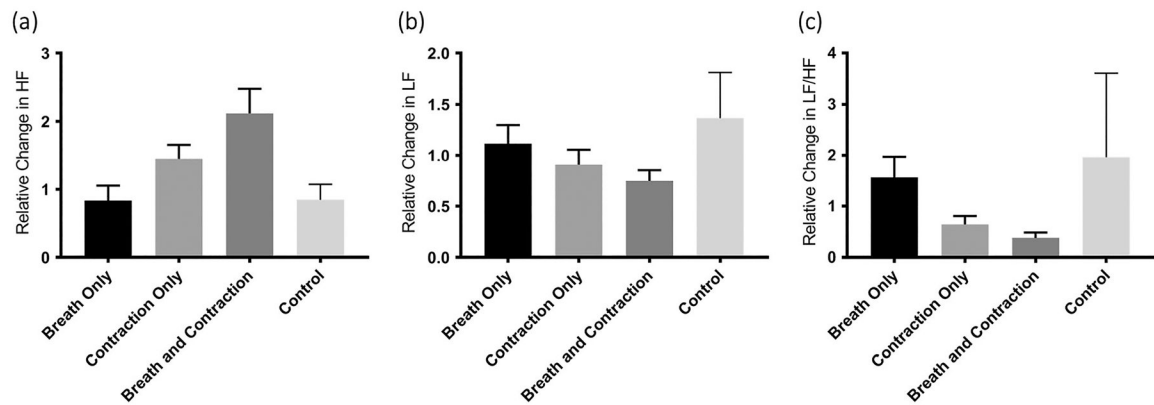 (a)
Relative Change in HF
3
2
1
0
Breath Only
Contraction Only
Breath and Contraction
Control
(b)
Relative Change in LF
2.0
1.5
1.0
0.5
0.0
Breath Only
Contraction Only
Breath and Contraction
Control
(c)
Relative Change in LF/HF
4
3
2
1
0
Breath Only
Contraction Only
Breath and Contraction
Control